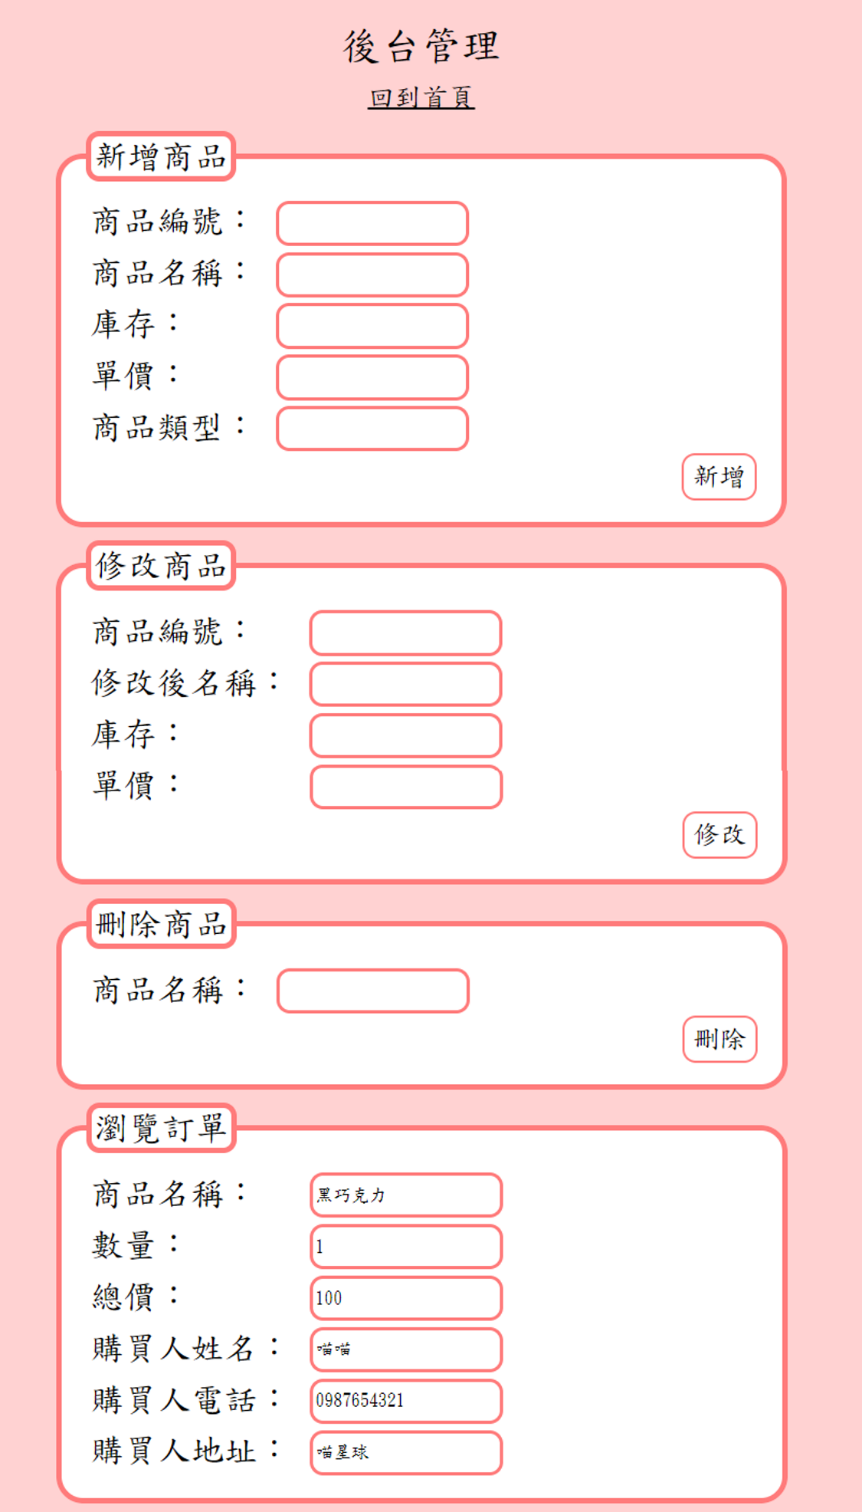 後台管理
回到首頁
新增商品
商品編號：
商品名稱：
庫存：
單價：
商品類型：
新增
修改商品
商品編號：
修改後名稱：
庫存：
單價：
修改
刪除商品
商品名稱：
刪除
瀏覽訂單
商品名稱： 黑巧克力
數量： 1
總價： 100
購買人姓名： 喵喵
購買人電話： 0987654321
購買人地址： 喵星球